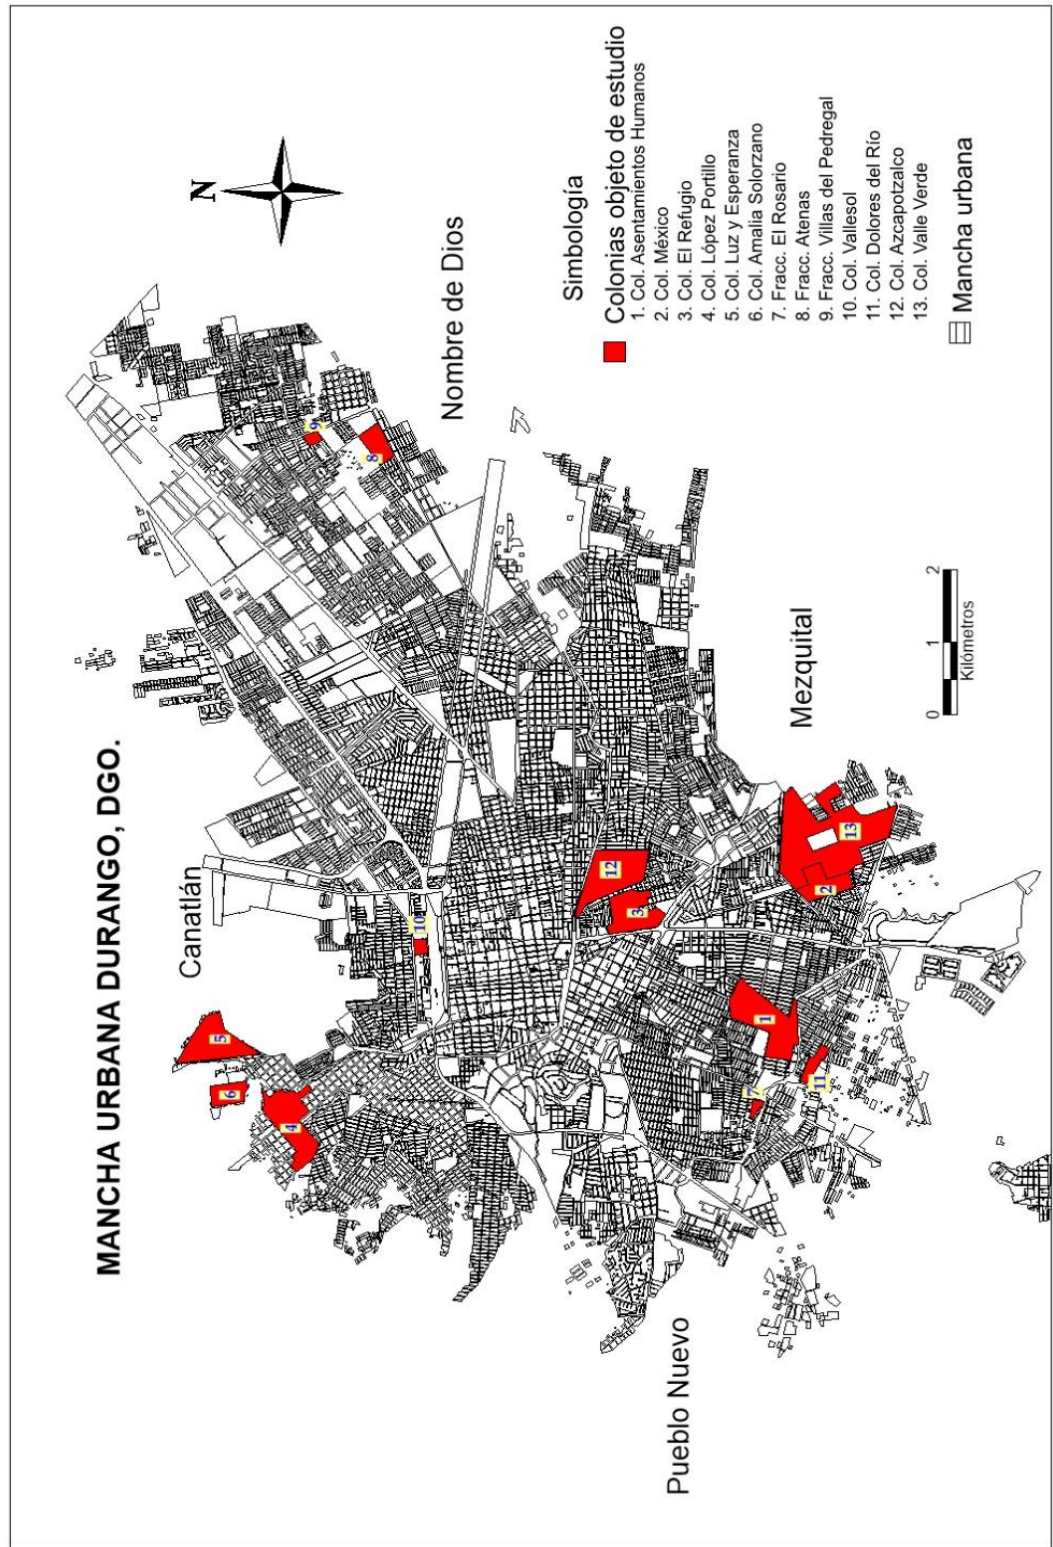 MANCHA URBANA DURANGO, DGO.
N
Canatlán
Nombre de Dios
Pueblo Nuevo
Mezquital
5
6
4
10
9
8
12
3
1
7
11
2
13
Simbología
Colonias objeto de estudio
1. Col. Asentamientos Humanos
2. Col. México
3. Col. El Refugio
4. Col. López Portillo
5. Col. Luz y Esperanza
6. Col. Amalia Solorzano
7. Fracc. El Rosario
8. Fracc. Atenas
9. Fracc. Villas del Pedregal
10. Col. Vallesol
11. Col. Dolores del Río
12. Col. Azcapotzalco
13. Col. Valle Verde
Mancha urbana
0 1 2
Kilómetros